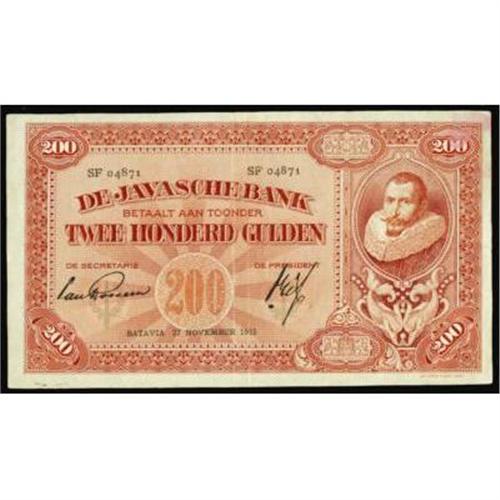 200 200
SF 04871 SF 04871
DE JAVASCHE BANK
BETAALT AAN TOONDER
TWEE HONDERD GULDEN
DE SECRETARIE DE PRESIDENT
200
BATAVIA 27 NOVEMBER
200 200